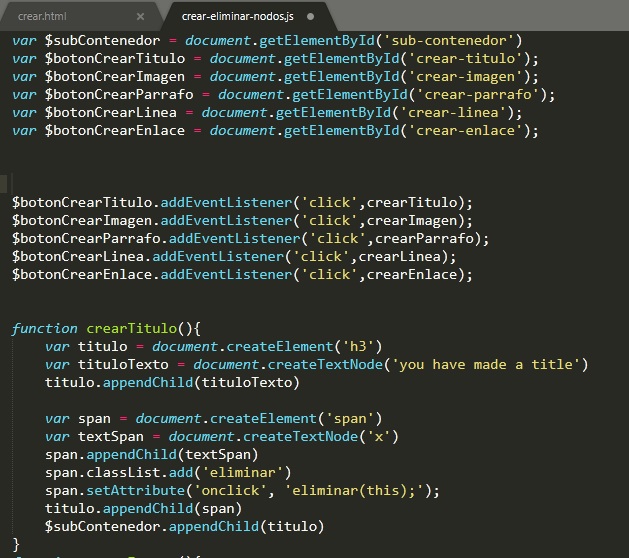 crear.html × crear-eliminar-nodos.js
var $subContenedor = document.getElementById('sub-contenedor')
var $botonCrearTitulo = document.getElementById('crear-titulo');
var $botonCrearImagen = document.getElementById('crear-imagen');
var $botonCrearParrafo = document.getElementById('crear-parrafo');
var $botonCrearLinea = document.getElementById('crear-linea');
var $botonCrearEnlace = document.getElementById('crear-enlace');
$botonCrearTitulo.addEventListener('click',crearTitulo);
$botonCrearImagen.addEventListener('click',crearImagen);
$botonCrearParrafo.addEventListener('click',crearParrafo);
$botonCrearLinea.addEventListener('click',crearLinea);
$botonCrearEnlace.addEventListener('click',crearEnlace);
function crearTitulo(){
var titulo = document.createElement('h3')
var tituloTexto = document.createTextNode('you have made a title')
titulo.appendChild(tituloTexto)
var span = document.createElement('span')
var textSpan = document.createTextNode('x')
span.appendChild(textSpan)
span.classList.add('eliminar')
span.setAttribute('onclick', 'eliminar(this);');
titulo.appendChild(span)
$subContenedor.appendChild(titulo)
}